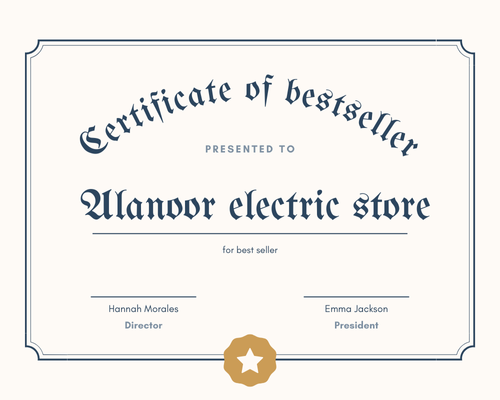 Certificate of bestseller
PRESENTED TO
Alanoor electric store
for best seller
Hannah Morales
Director
Emma Jackson
President